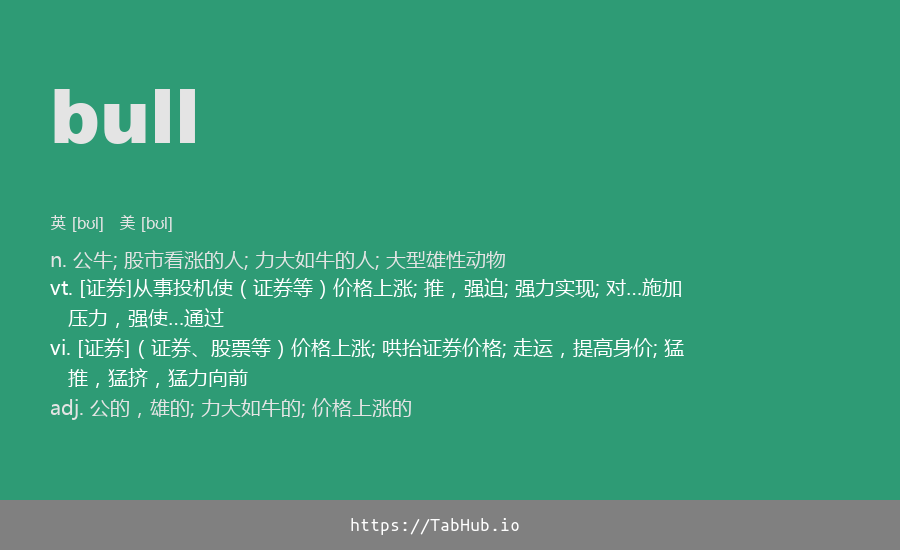 bull
英 [bʊl] 美 [bʊl]
n. 公牛; 股市看涨的人; 力大如牛的人; 大型雄性动物
vt. [证券]从事投机使（证券等）价格上涨; 推，强迫; 强力实现; 对…施加
压力，强使…通过
vi. [证券]（证券、股票等）价格上涨; 哄抬证券价格; 走运，提高身价; 猛
推，猛挤，猛力向前
adj. 公的，雄的; 力大如牛的; 价格上涨的
https://TabHub.io